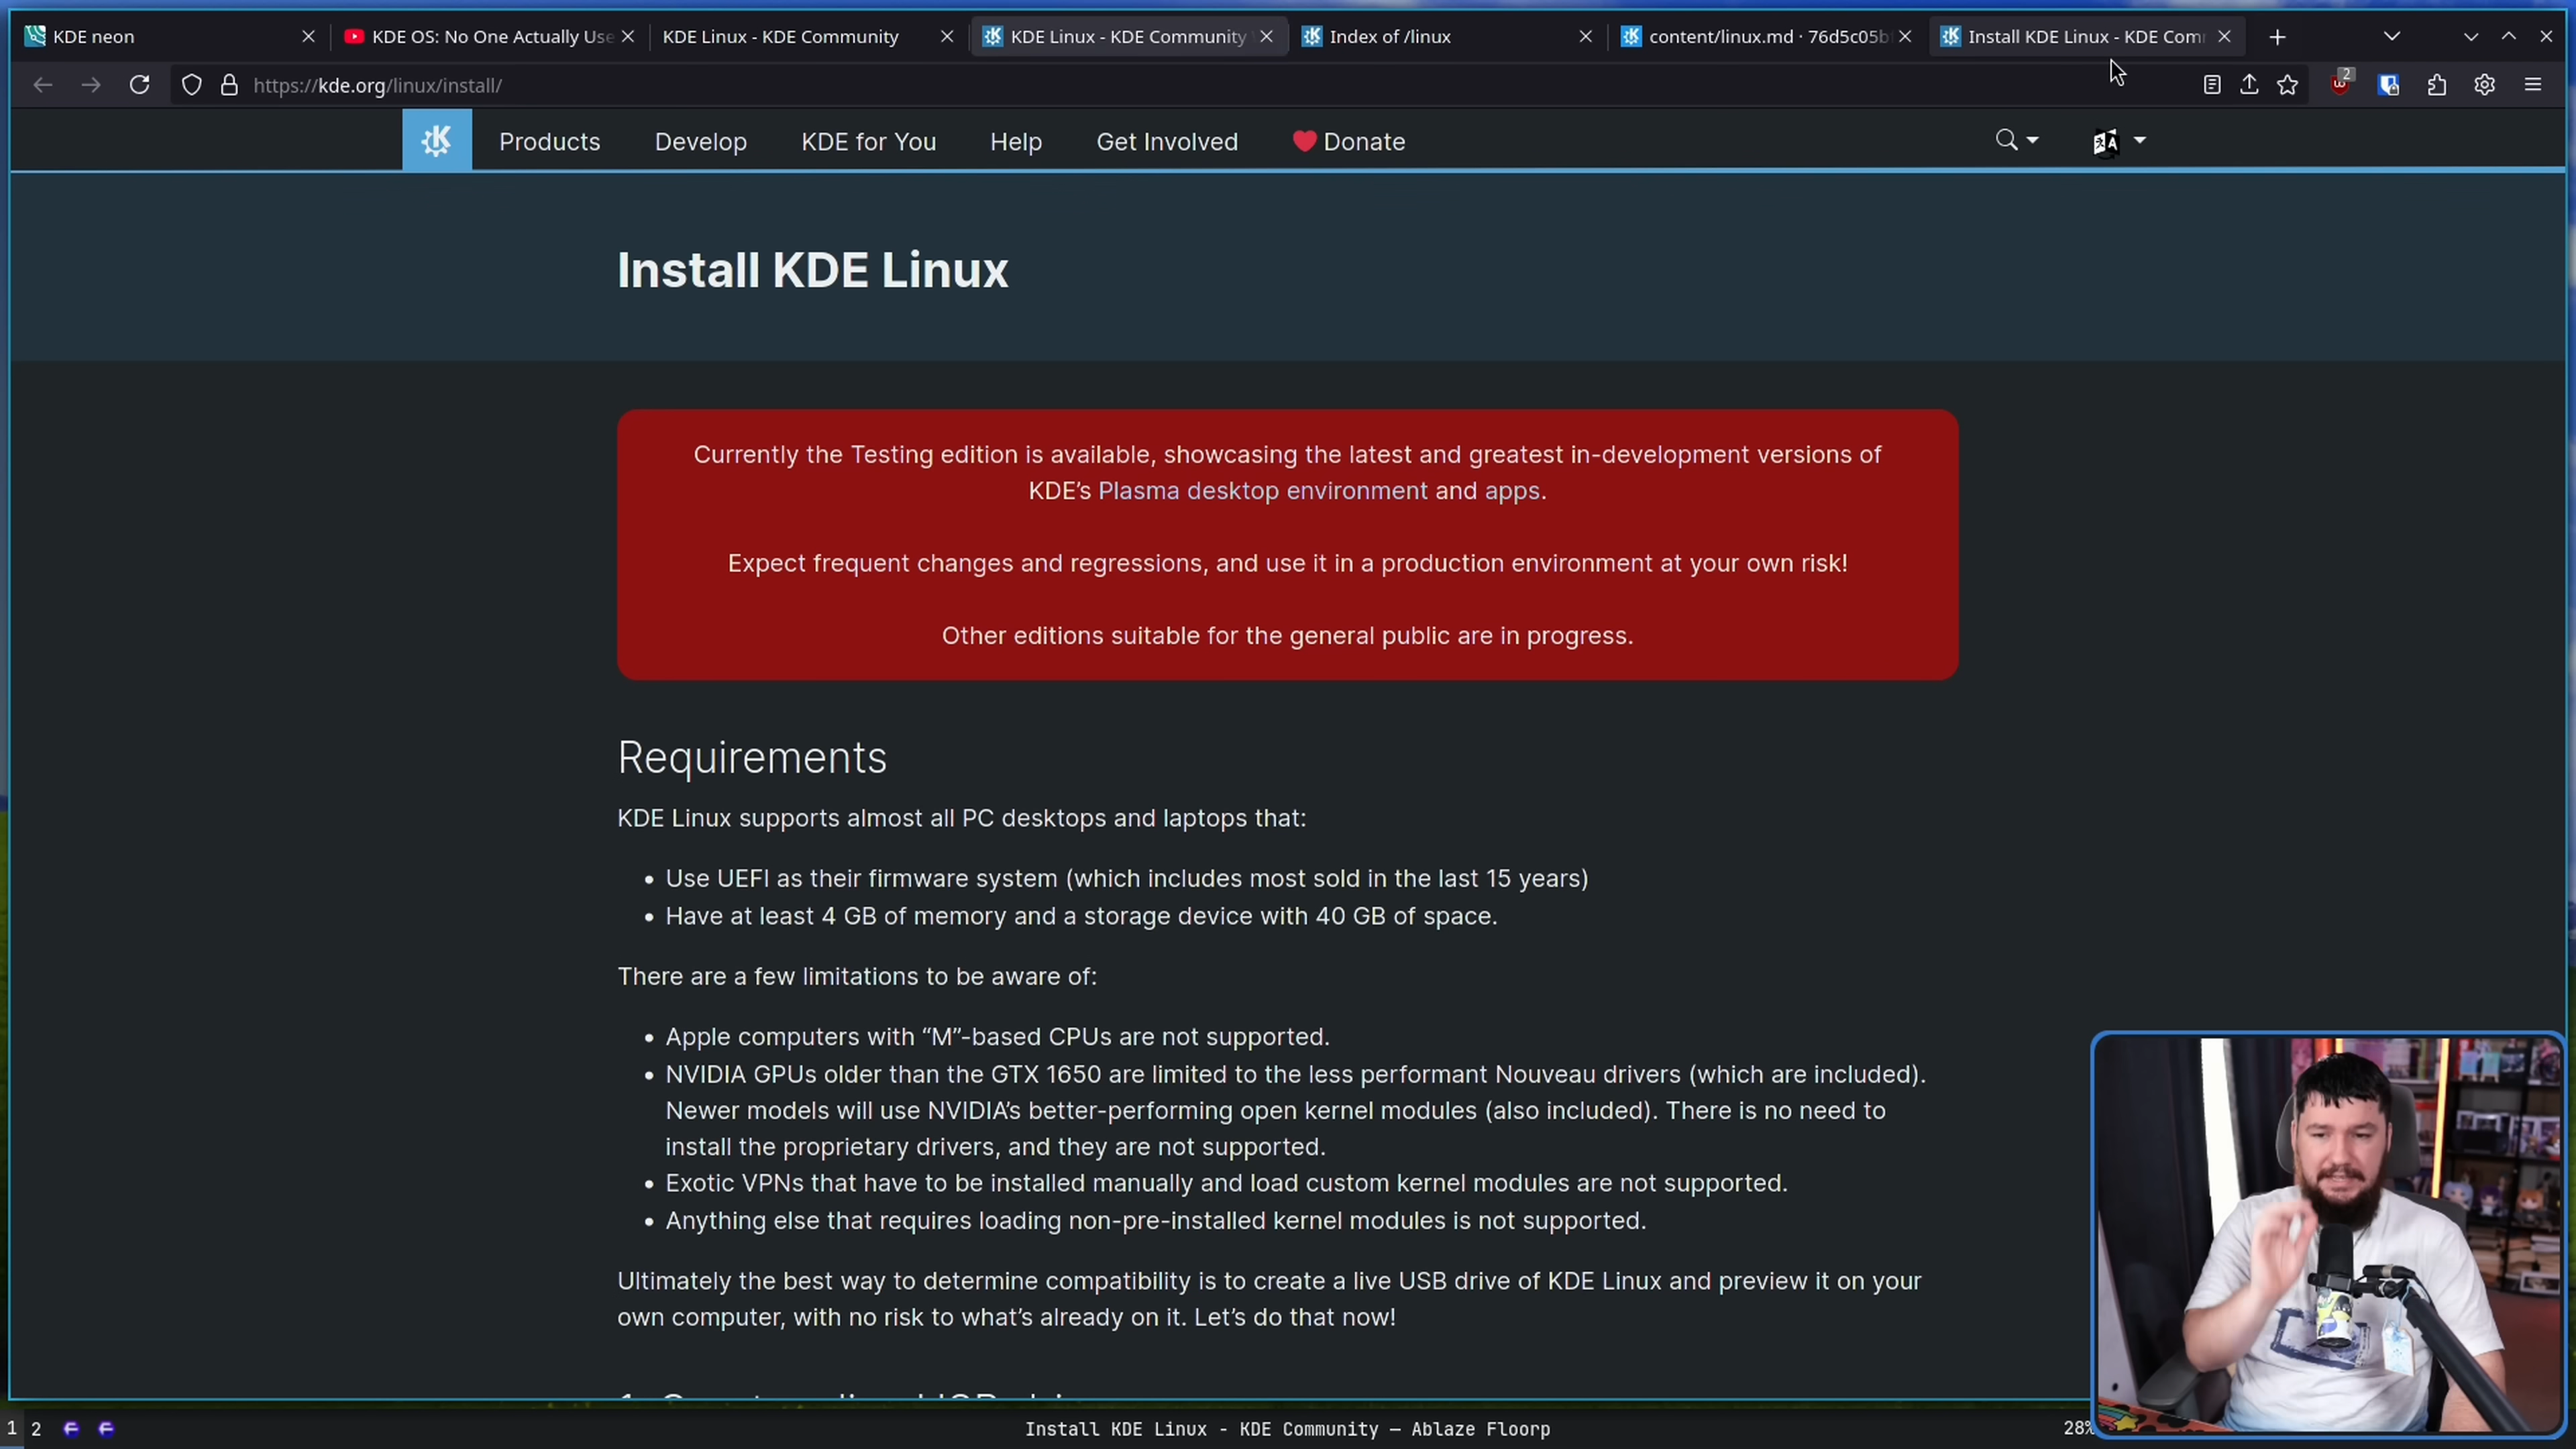 KDE neon
KDE OS: No One Actually Use
KDE Linux - KDE Community
KDE Linux - KDE Community
Index of /linux
content/linux.md · 76d5c05b
Install KDE Linux - KDE Com
https://kde.org/linux/install/
2
Products
Develop
KDE for You
Help
Get Involved
Donate
Install KDE Linux
Currently the Testing edition is available, showcasing the latest and greatest in-development versions of
KDE’s Plasma desktop environment and apps.
Expect frequent changes and regressions, and use it in a production environment at your own risk!
Other editions suitable for the general public are in progress.
Requirements
KDE Linux supports almost all PC desktops and laptops that:
• Use UEFI as their firmware system (which includes most sold in the last 15 years)
• Have at least 4 GB of memory and a storage device with 40 GB of space.
There are a few limitations to be aware of:
• Apple computers with “M”-based CPUs are not supported.
• NVIDIA GPUs older than the GTX 1650 are limited to the less performant Nouveau drivers (which are included).
Newer models will use NVIDIA’s better-performing open kernel modules (also included). There is no need to
install the proprietary drivers, and they are not supported.
• Exotic VPNs that have to be installed manually and load custom kernel modules are not supported.
• Anything else that requires loading non-pre-installed kernel modules is not supported.
Ultimately the best way to determine compatibility is to create a live USB drive of KDE Linux and preview it on your
own computer, with no risk to what’s already on it. Let’s do that now!
1 2
Install KDE Linux - KDE Community — Ablaze Floorp
28%